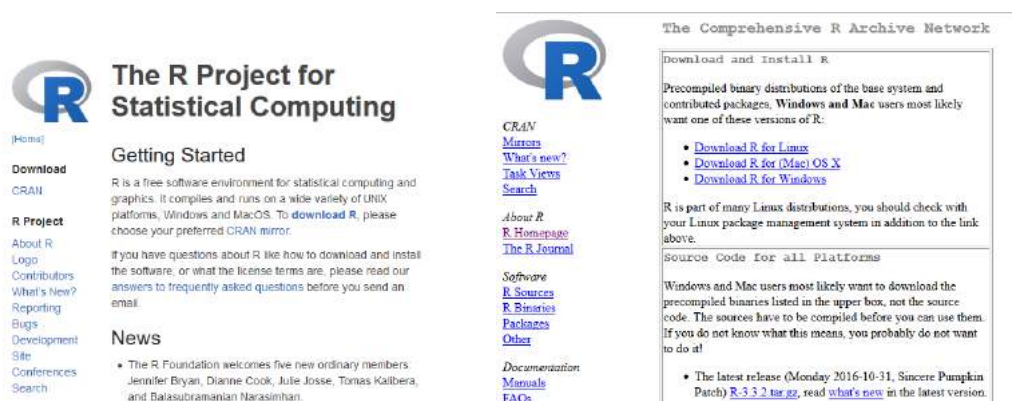 R
The R Project for
Statistical Computing
[Home]
Download
CRAN
R Project
About R
Logo
Contributors
What's New?
Reporting
Bugs
Development
Site
Conferences
Search
Getting Started
R is a free software environment for statistical computing and
graphics. It compiles and runs on a wide variety of UNIX
platforms, Windows and MacOS. To download R, please
choose your preferred CRAN mirror.
If you have questions about R like how to download and install
the software, or what the license terms are, please read our
answers to frequently asked questions before you send an
email.
News
• The R Foundation welcomes five new ordinary members:
Jennifer Bryan, Dianne Cook, Julie Josse, Tomas Kalibera,
and Balasubramanian Narasimhan.
R
CRAN
Mirrors
What's new?
Task Views
Search
About R
R Homepage
The R Journal
Software
R Sources
R Binaries
Packages
Other
Documentation
Manuals
FAQs
The Comprehensive R Archive Network
Download and Install R
Precompiled binary distributions of the base system and
contributed packages, Windows and Mac users most likely
want one of these versions of R:
• Download R for Linux
• Download R for (Mac) OS X
• Download R for Windows
R is part of many Linux distributions, you should check with
your Linux package management system in addition to the link
above.
Source Code for all Platforms
Windows and Mac users most likely want to download the
precompiled binaries listed in the upper box, not the source
code. The sources have to be compiled before you can use them.
If you do not know what this means, you probably do not want
to do it!
• The latest release (Monday 2016-10-31, Sincere Pumpkin
Patch) R-3.3.2.tar.gz, read what's new in the latest version.